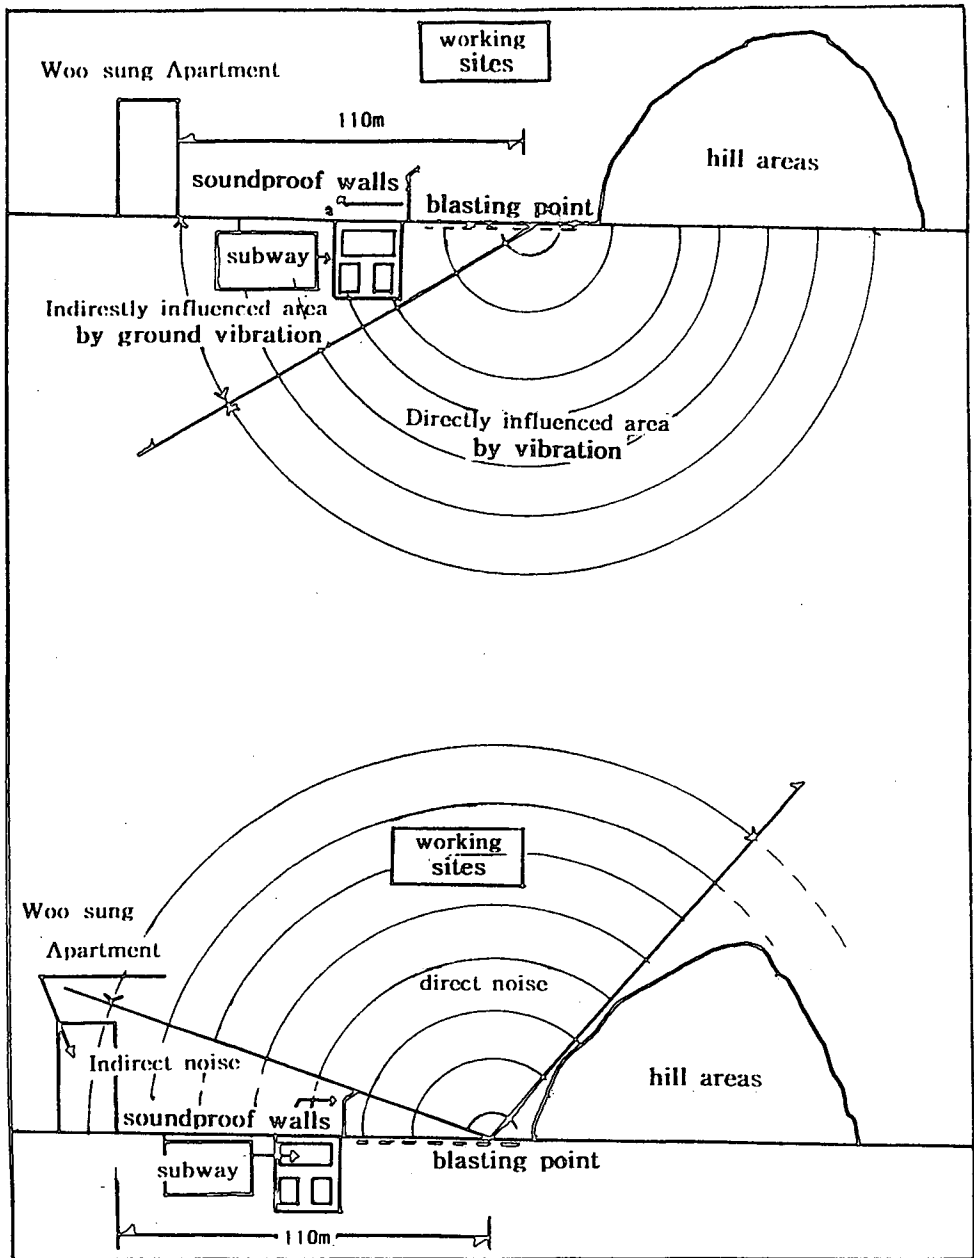 working
sites
Woo sung Apartment
110m
hill areas
soundproof walls
a
blasting point
subway
Indirestly influenced area
by ground vibration
Directly influenced area
by vibration
working
sites
Woo sung
Apartment
direct noise
Indirect noise
hill areas
soundproof walls
blasting point
subway
110m